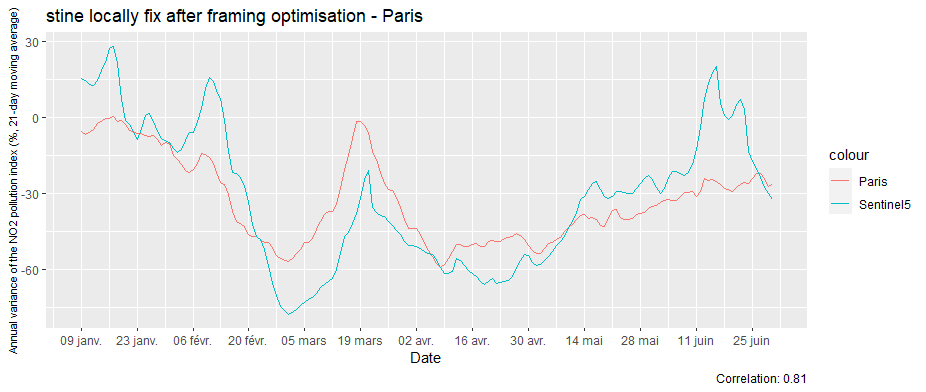 stine locally fix after framing optimisation - Paris
Annual variance of the NO2 pollution index (%, 21-day moving average)
30
0
-30
-60
09 janv.
23 janv.
06 févr.
20 févr.
05 mars
19 mars
02 avr.
16 avr.
30 avr.
14 mai
28 mai
11 juin
25 juin
Date
colour
Paris
Sentinel5
Correlation: 0.81